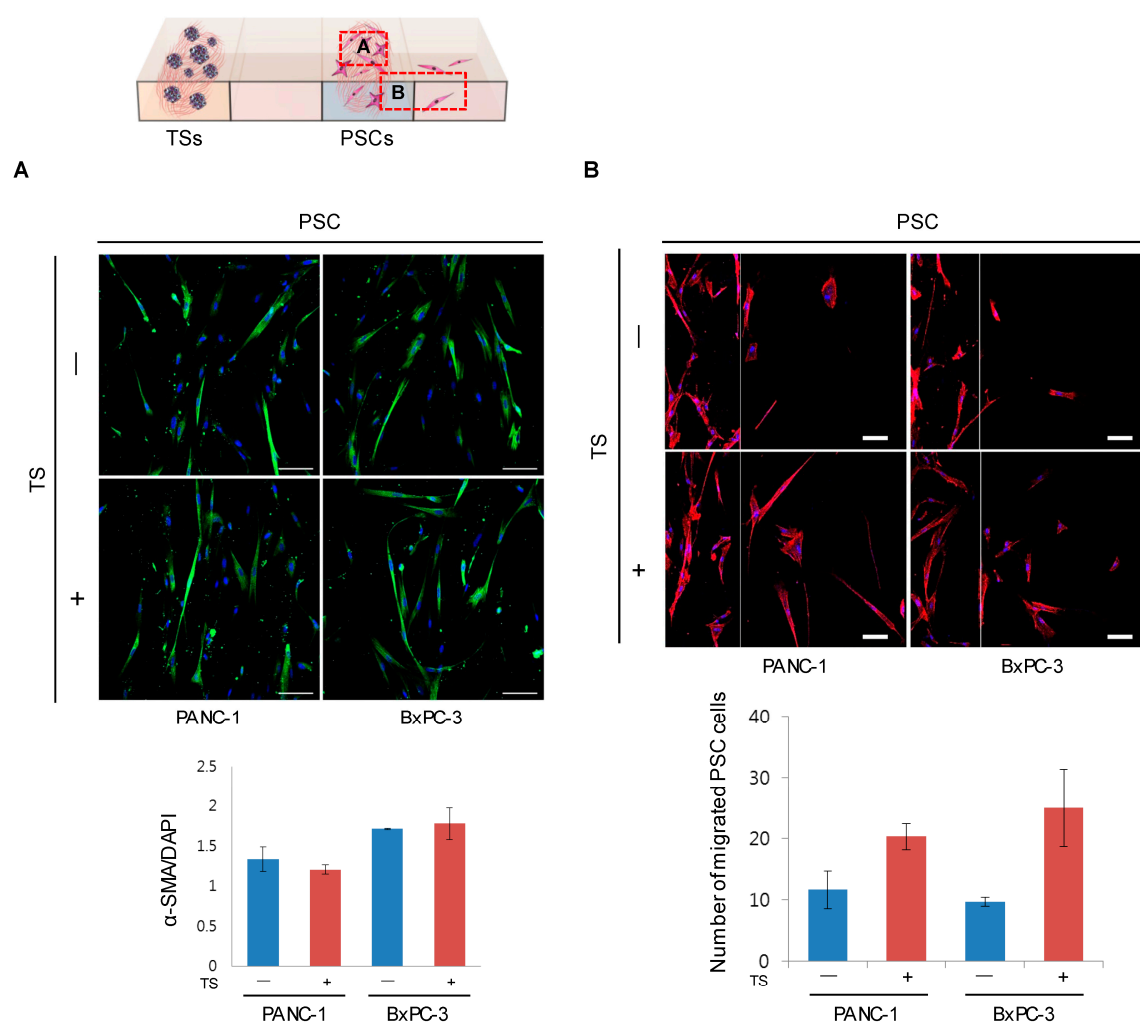 A
B
TSs
PSCs
A
PSC
TS
—
+
PANC-1
BxPC-3
α-SMA/DAPI
2.5
2
1.5
1
0.5
0
TS
—
+
—
+
PANC-1
BxPC-3
B
PSC
TS
—
+
PANC-1
BxPC-3
Number of migrated PSC cells
40
30
20
10
0
TS
—
+
—
+
PANC-1
BxPC-3